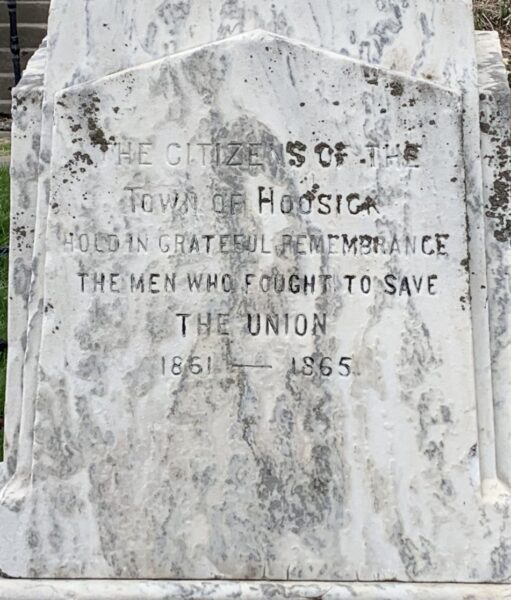 THE CITIZENS OF THE
TOWN OF HOOSICK
HOLD IN GRATEFUL REMEMBRANCE
THE MEN WHO FOUGHT TO SAVE
THE UNION
1861 — 1865.